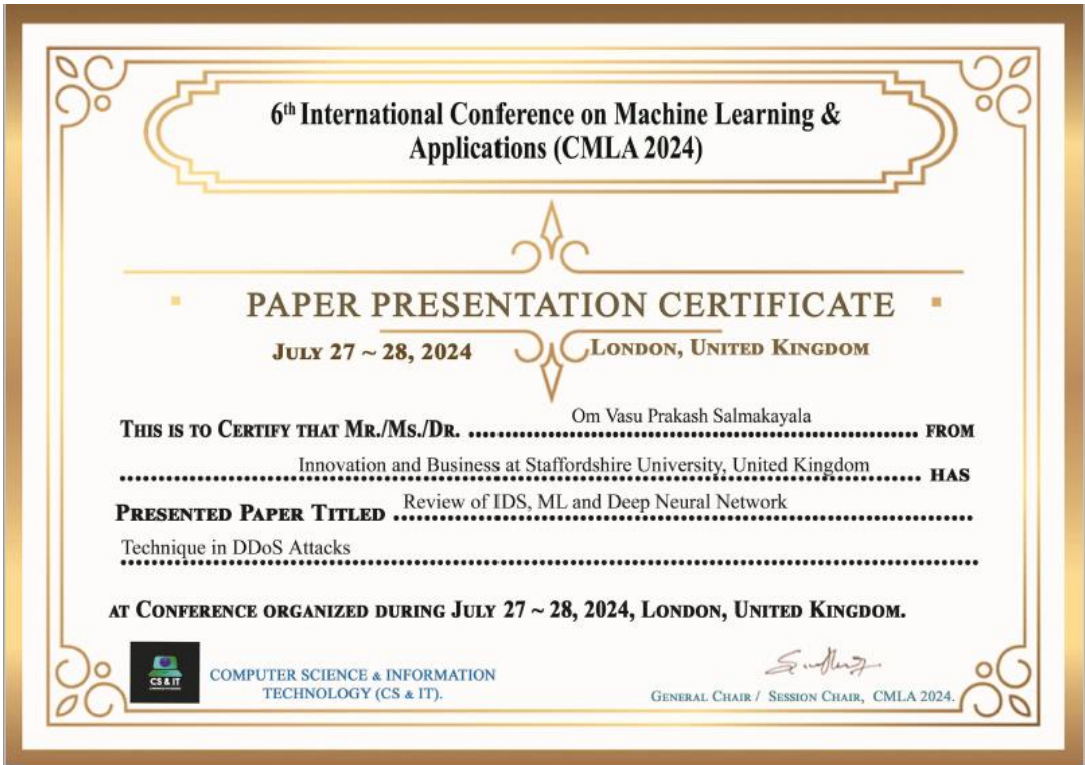 6th International Conference on Machine Learning &
Applications (CMLA 2024)
PAPER PRESENTATION CERTIFICATE
JULY 27 ~ 28, 2024 LONDON, UNITED KINGDOM
THIS IS TO CERTIFY THAT MR./MS./DR. Om Vasu Prakash Salmakayala FROM
Innovation and Business at Staffordshire University, United Kingdom HAS
PRESENTED PAPER TITLED Review of IDS, ML and Deep Neural Network
Technique in DDoS Attacks
AT CONFERENCE ORGANIZED DURING JULY 27 ~ 28, 2024, LONDON, UNITED KINGDOM.
CS & IT
COMPUTER SCIENCE & INFORMATION
TECHNOLOGY (CS & IT).
GENERAL CHAIR / SESSION CHAIR, CMLA 2024.